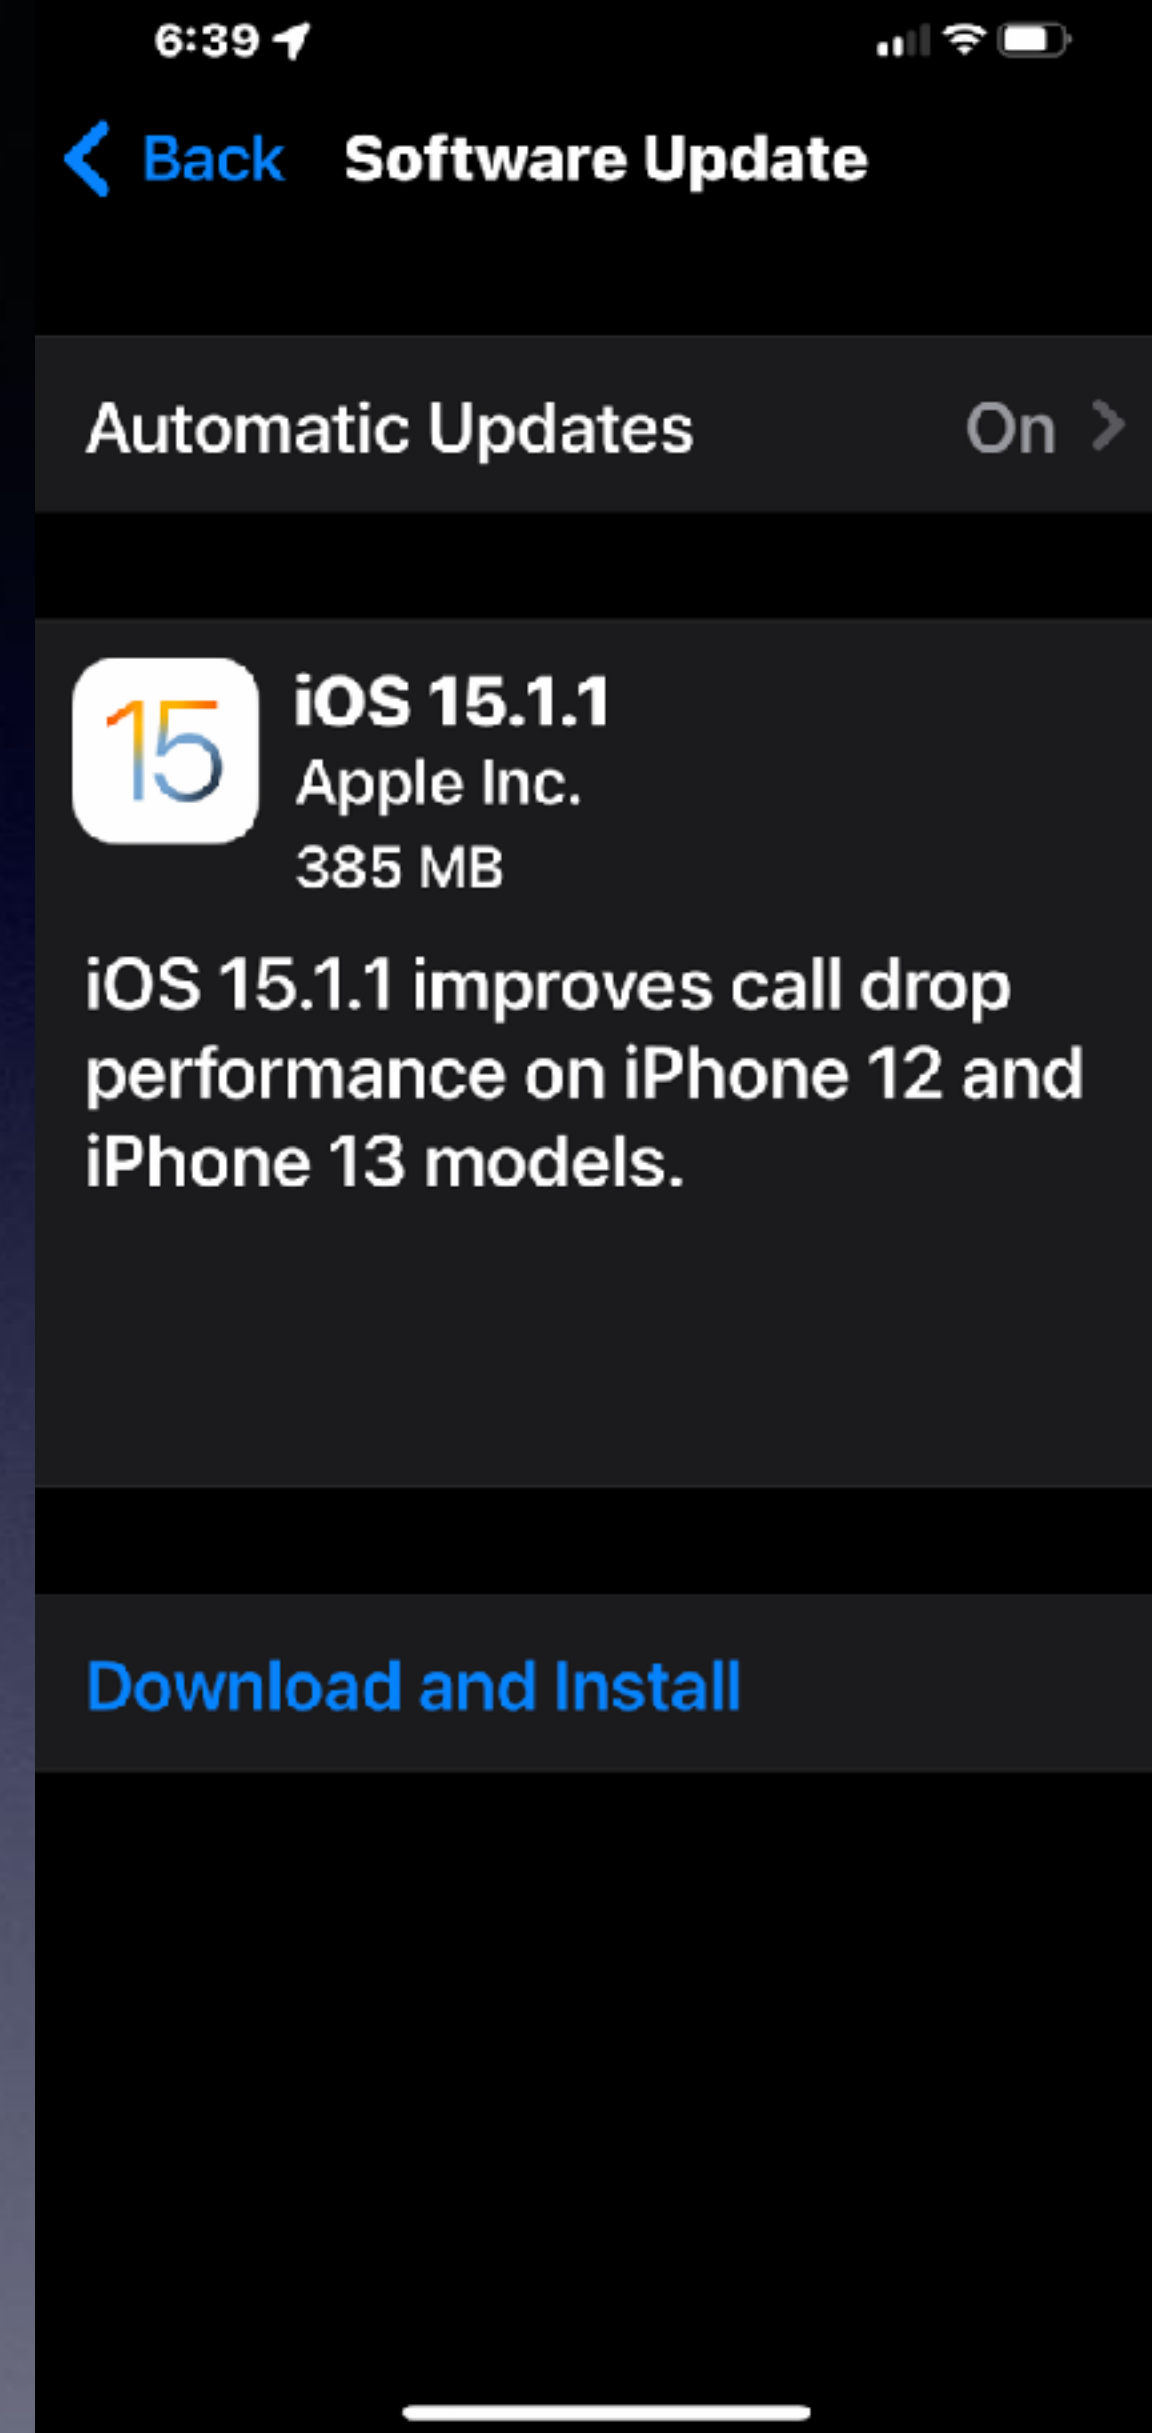 6:39
Back Software Update
Automatic Updates On
15
iOS 15.1.1
Apple Inc.
385 MB
iOS 15.1.1 improves call drop
performance on iPhone 12 and
iPhone 13 models.
Download and Install